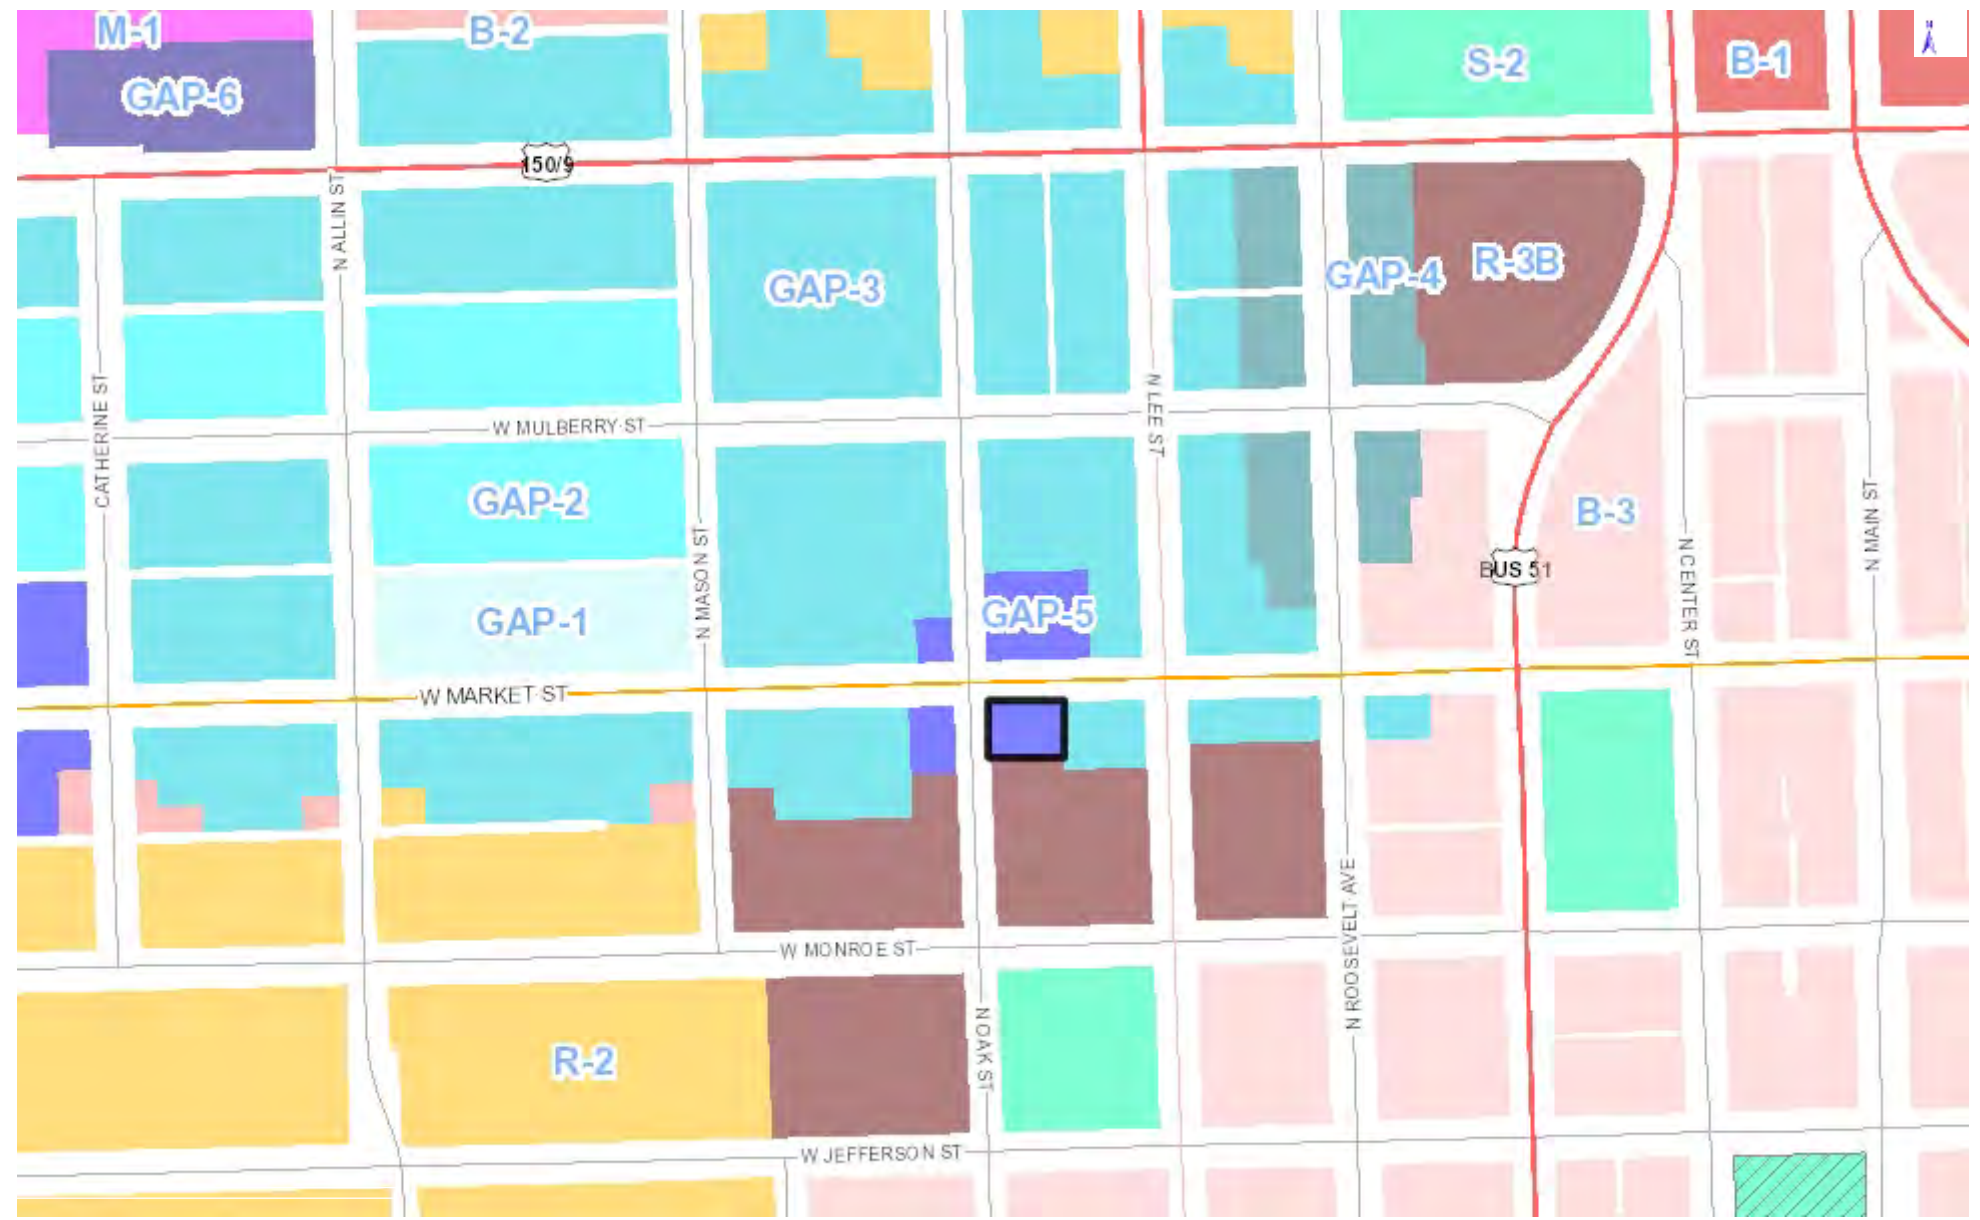 M-1
B-2
N
S-2
B-1
GAP-6
150/9
N ALLIN ST
GAP-3
GAP-4
R-3B
CATHERINE ST
W MULBERRY ST
N LEE ST
GAP-2
N MASON ST
B-3
N MAIN ST
BUS 51
N CENTER ST
GAP-1
GAP-5
W MARKET ST
N ROOSEVELT AVE
W MONROE ST
N OAK ST
R-2
W JEFFERSON ST